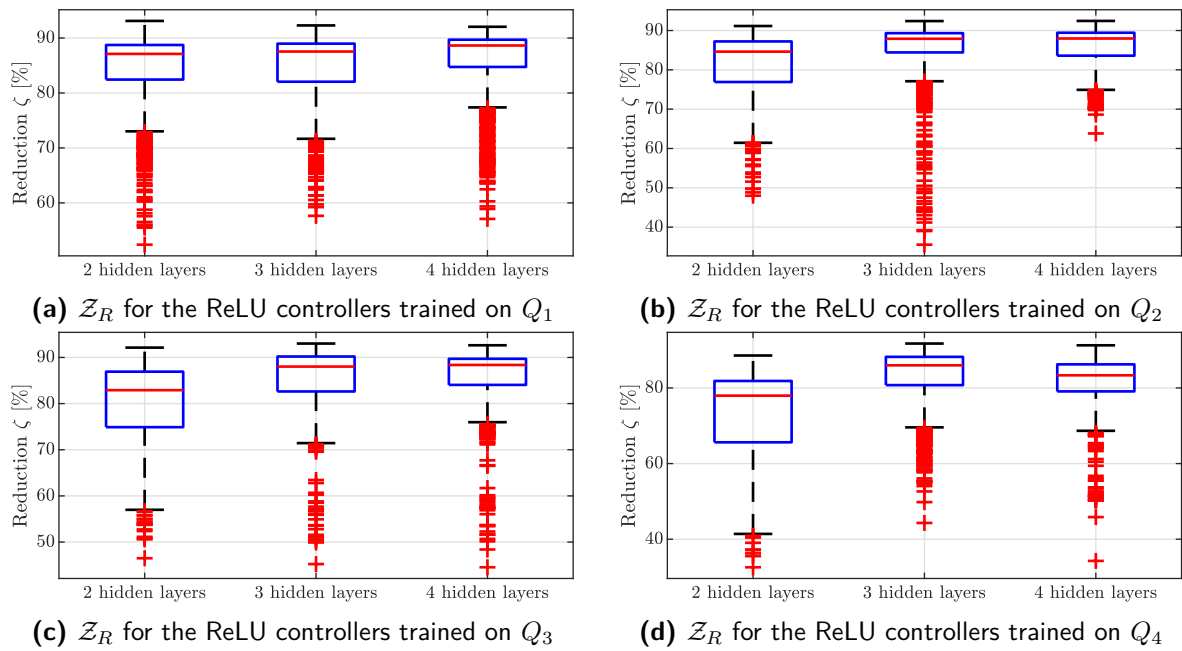 Reduction ζ [%]
90
80
70
60
2 hidden layers 3 hidden layers 4 hidden layers
(a) 𝒵_R for the ReLU controllers trained on Q_1
Reduction ζ [%]
90
80
70
60
50
40
2 hidden layers 3 hidden layers 4 hidden layers
(b) 𝒵_R for the ReLU controllers trained on Q_2
Reduction ζ [%]
90
80
70
60
50
2 hidden layers 3 hidden layers 4 hidden layers
(c) 𝒵_R for the ReLU controllers trained on Q_3
Reduction ζ [%]
80
60
40
2 hidden layers 3 hidden layers 4 hidden layers
(d) 𝒵_R for the ReLU controllers trained on Q_4